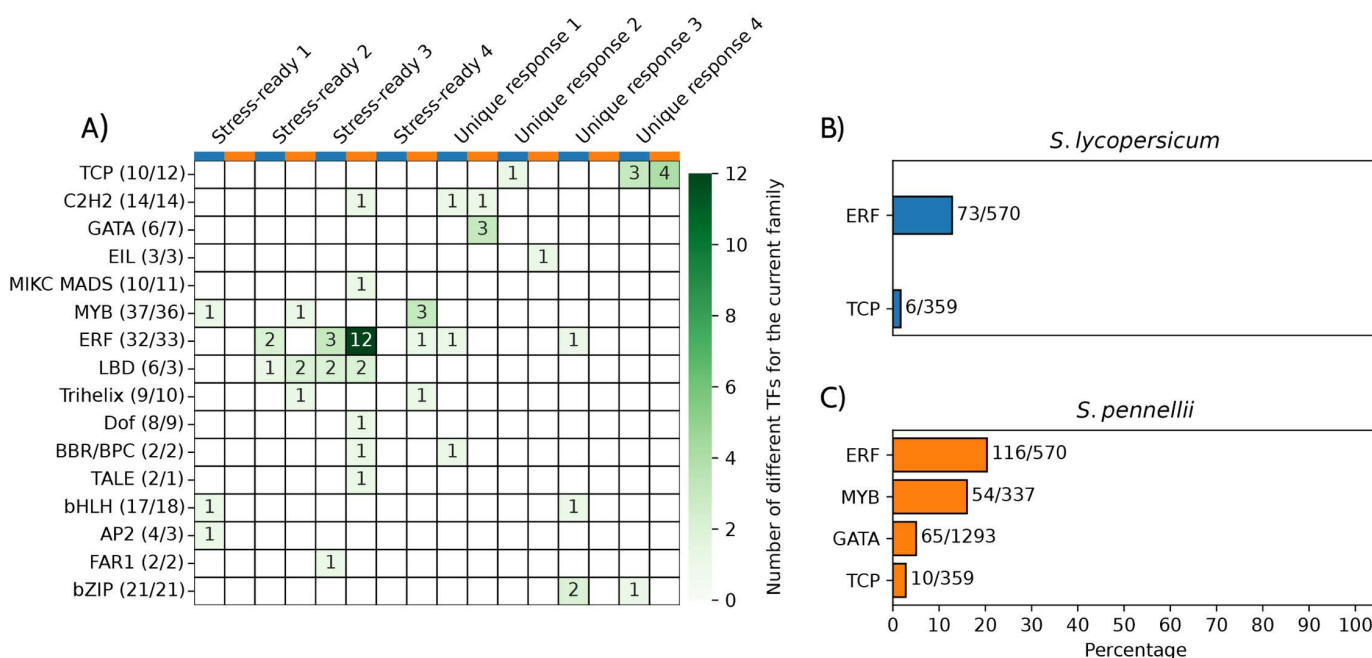 A)
Stress-ready 1
Stress-ready 2
Stress-ready 3
Stress-ready 4
Unique response 1
Unique response 2
Unique response 3
Unique response 4
TCP (10/12) 1 3 4
C2H2 (14/14) 1 1 1
GATA (6/7) 3
EIL (3/3) 1
MIKC MADS (10/11) 1
MYB (37/36) 1 1 3
ERF (32/33) 2 3 12 1 1 1
LBD (6/3) 1 2 2 2
Trihelix (9/10) 1 1
Dof (8/9) 1
BBR/BPC (2/2) 1 1
TALE (2/1) 1
bHLH (17/18) 1 1
AP2 (4/3) 1
FAR1 (2/2) 1
bZIP (21/21) 2 1
12
10
8
6
4
2
0
Number of different TFs for the current family
B)
S. lycopersicum
ERF 73/570
TCP 6/359
C)
S. pennellii
ERF 116/570
MYB 54/337
GATA 65/1293
TCP 10/359
0 10 20 30 40 50 60 70 80 90 100
Percentage